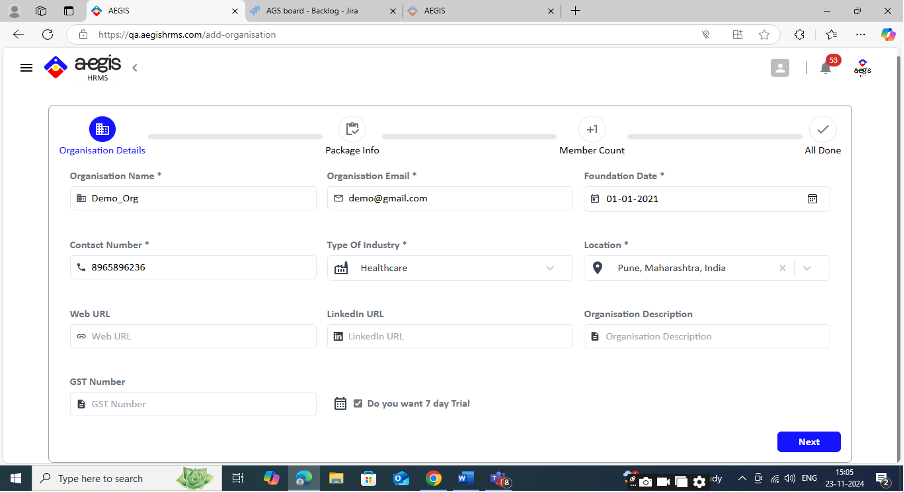 AEGIS
AGS board - Backlog - Jira
AEGIS
https://qa.aegishrms.com/add-organisation
aegis
HRMS
53
aegis
Organisation Details
Package Info
+1
Member Count
All Done
Organisation Name *
Organisation Email *
Foundation Date *
Demo_Org
demo@gmail.com
01-01-2021
Contact Number *
Type Of Industry *
Location *
8965896236
Healthcare
Pune, Maharashtra, India
Web URL
LinkedIn URL
Organisation Description
Web URL
LinkedIn URL
Organisation Description
GST Number
GST Number
Do you want 7 day Trial
Next
Type here to search
8
ENG
15:05
23-11-2024
2